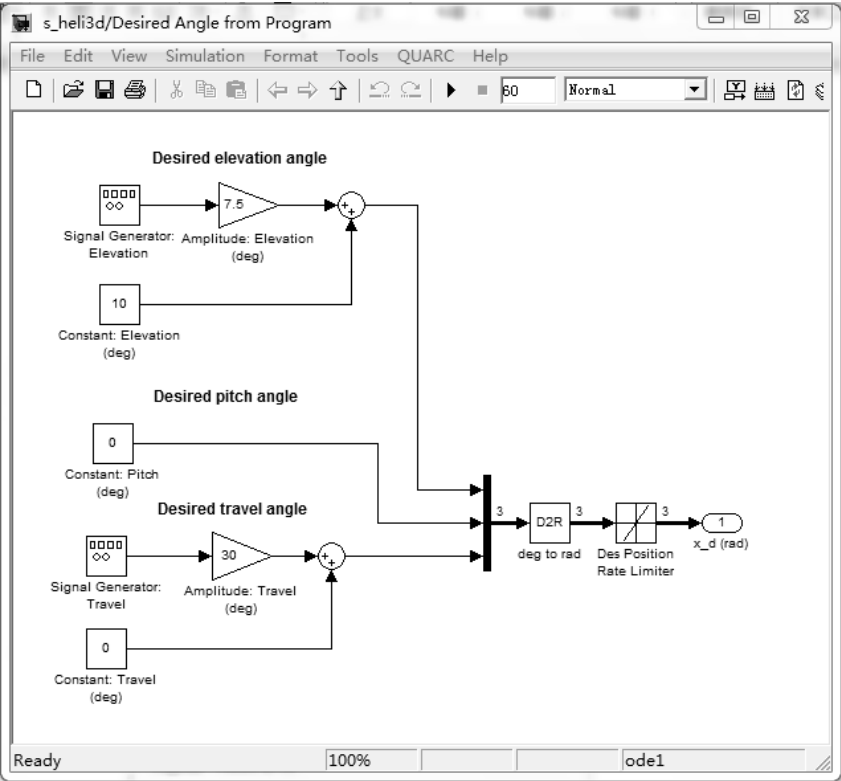 s_heli3d/Desired Angle from Program
File Edit View Simulation Format Tools QUARC Help
60 Normal
Desired elevation angle
7.5
Signal Generator:
Elevation
Amplitude: Elevation
(deg)
10
Constant: Elevation
(deg)
Desired pitch angle
0
Constant: Pitch
(deg)
Desired travel angle
30
Signal Generator:
Travel
Amplitude: Travel
(deg)
0
Constant: Travel
(deg)
3
D2R
deg to rad
3
Des Position
Rate Limiter
3
1
x_d (rad)
Ready 100% ode1